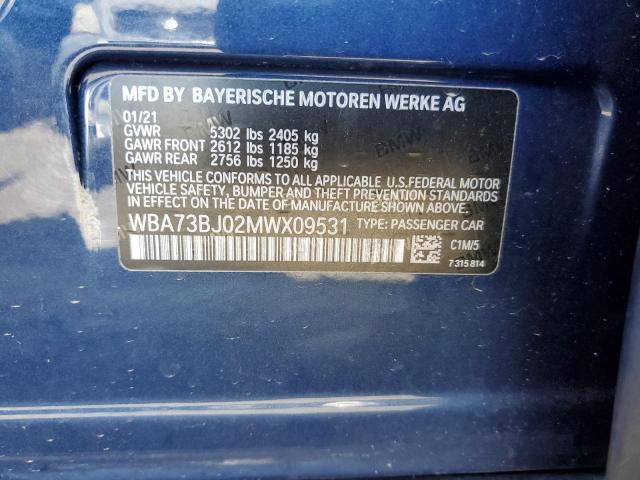 MFD BY BAYERISCHE MOTOREN WERKE AG
01/21
GVWR 5302 lbs 2405 kg
GAWR FRONT 2612 lbs 1185 kg
GAWR REAR 2756 lbs 1250 kg
THIS VEHICLE CONFORMS TO ALL APPLICABLE U.S.FEDERAL MOTOR
VEHICLE SAFETY, BUMPER AND THEFT PREVENTION STANDARDS
IN EFFECT ON THE DATE OF MANUFACTURE SHOWN ABOVE.
WBA73BJ02MWX09531 TYPE: PASSENGER CAR
C1M/5
7 315 814